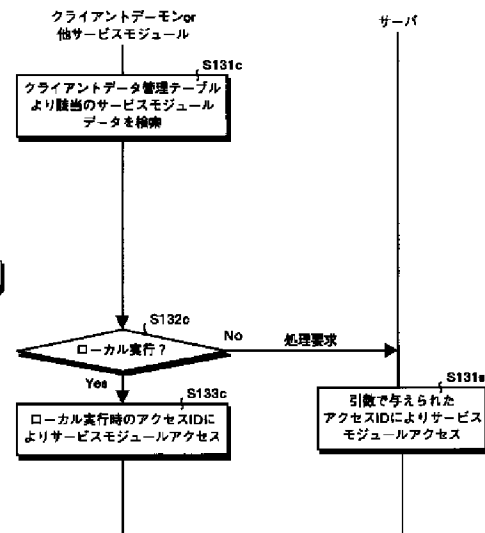 クライアントデーモンor
他サービスモジュール
サーバ
S131c
クライアントデータ管理テーブル
より該当のサービスモジュール
データを検索
S132c
ローカル実行？
No
処理要求
Yes
S133c
ローカル実行時のアクセスIDに
よりサービスモジュールアクセス
S131s
引数で与えられた
アクセスIDによりサービス
モジュールアクセス